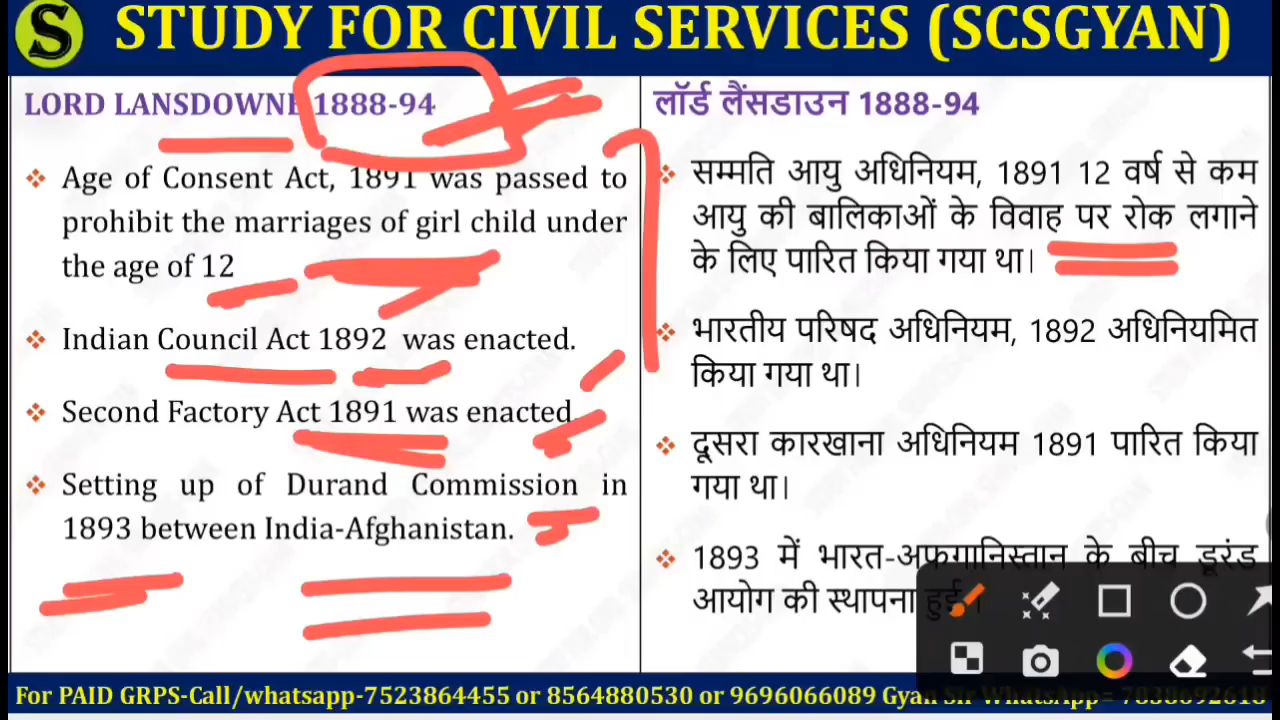 S STUDY FOR CIVIL SERVICES (SCSGYAN)
LORD LANSDOWNE 1888-94
❖ Age of Consent Act, 1891 was passed to
prohibit the marriages of girl child under
the age of 12
❖ Indian Council Act 1892 was enacted.
❖ Second Factory Act 1891 was enacted.
❖ Setting up of Durand Commission in
1893 between India-Afghanistan.
लॉर्ड लैंसडाउन 1888-94
❖ सम्मति आयु अधिनियम, 1891 12 वर्ष से कम
आयु की बालिकाओं के विवाह पर रोक लगाने
के लिए पारित किया गया था।
❖ भारतीय परिषद अधिनियम, 1892 अधिनियमित
किया गया था।
❖ दूसरा कारखाना अधिनियम 1891 पारित किया
गया था।
❖ 1893 में भारत-अफगानिस्तान के बीच डूरंड
आयोग की स्थापना हुई।
For PAID GRPS-Call/whatsapp-7523864455 or 8564880530 or 9696066089 Gyan Sir WhatsApp= 7838692618